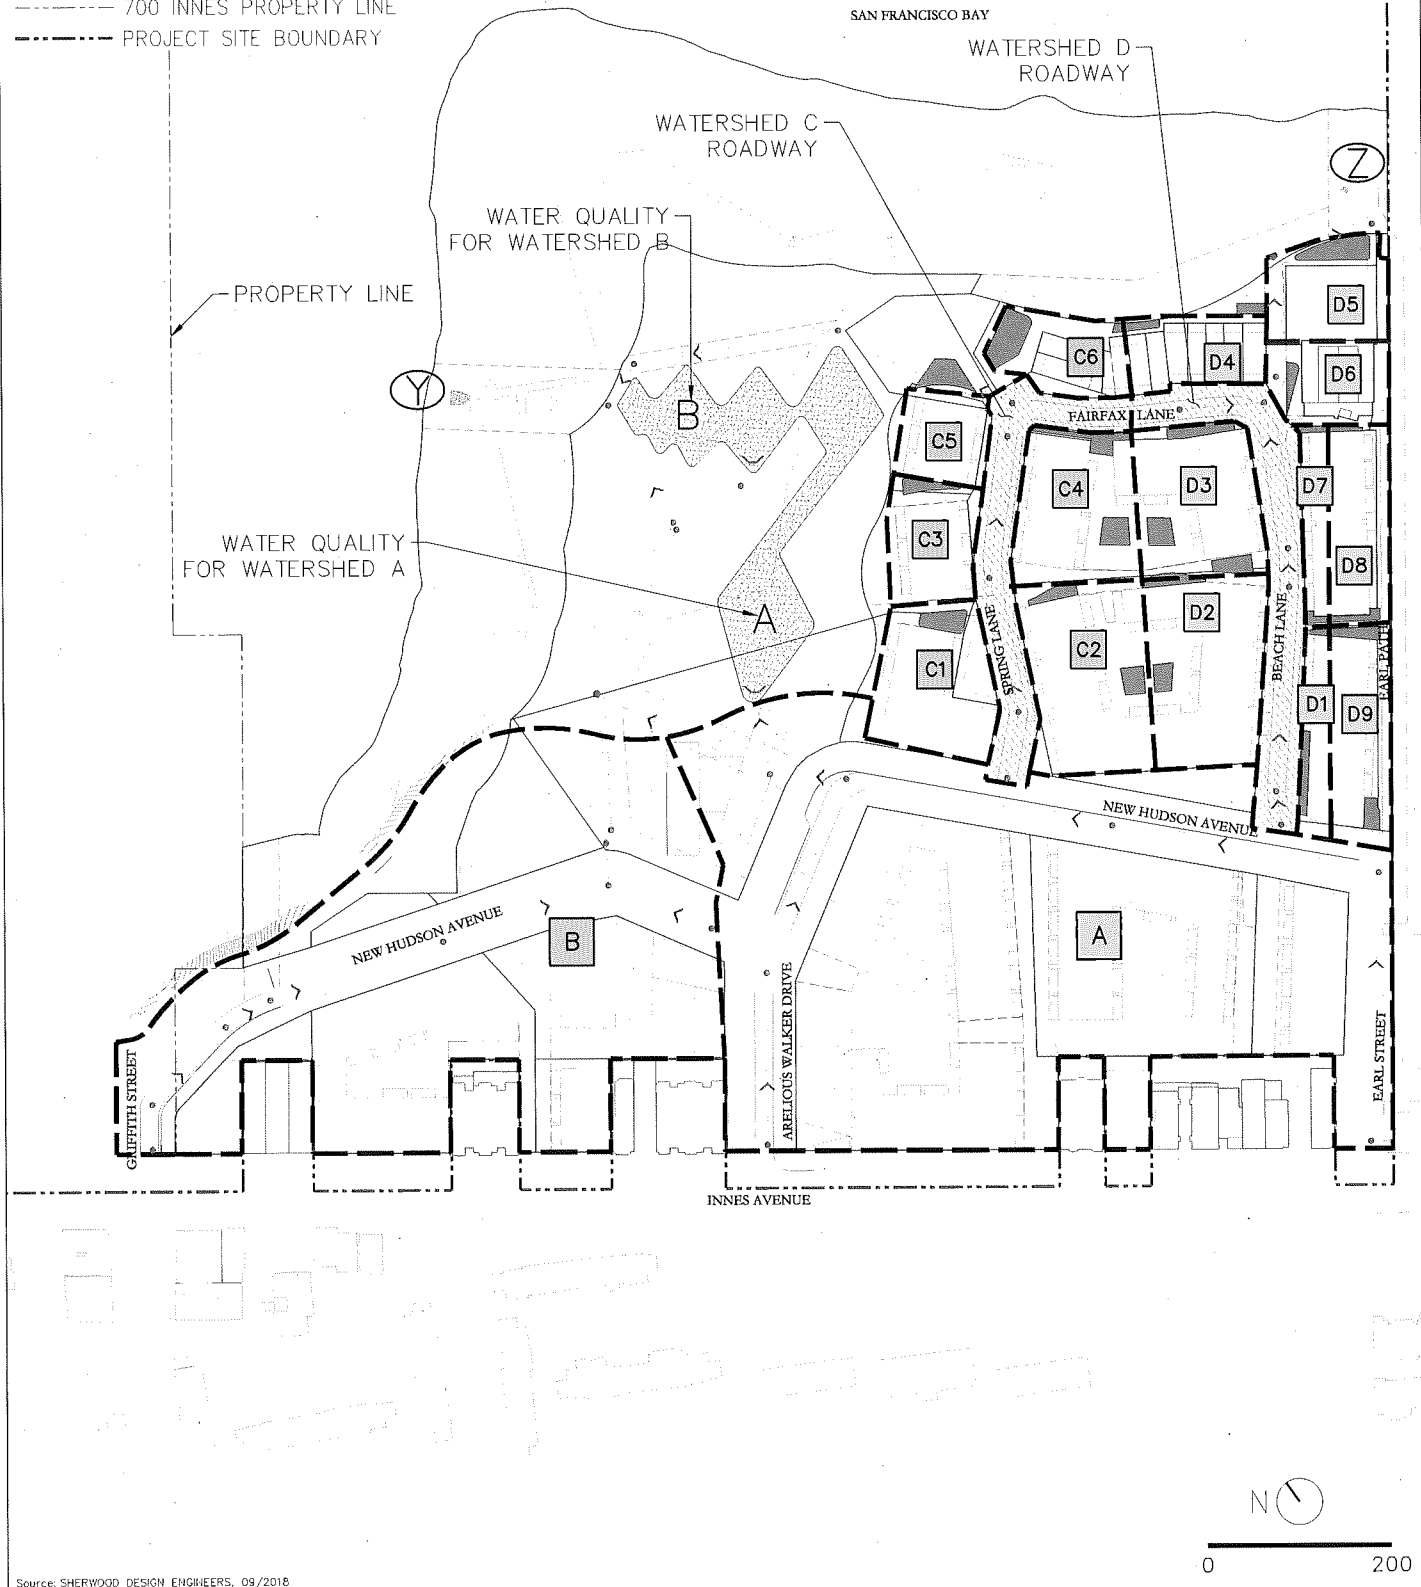 700 INNES PROPERTY LINE
PROJECT SITE BOUNDARY
SAN FRANCISCO BAY
WATERSHED D
ROADWAY
WATERSHED C
ROADWAY
Z
WATER QUALITY
FOR WATERSHED B
PROPERTY LINE
D5
C6
D4
D6
Y
B
FAIRFAX LANE
C5
C4
D3
D7
WATER QUALITY
FOR WATERSHED A
C3
D8
A
D2
C2
C1
SPRING LANE
BEACH LANE
EARL PATH
D1
D9
NEW HUDSON AVENUE
NEW HUDSON AVENUE
B
A
ARELIOUS WALKER DRIVE
EARL STREET
GRIFFITH STREET
INNES AVENUE
N
0 200
Source: SHERWOOD DESIGN ENGINEERS, 09/2018